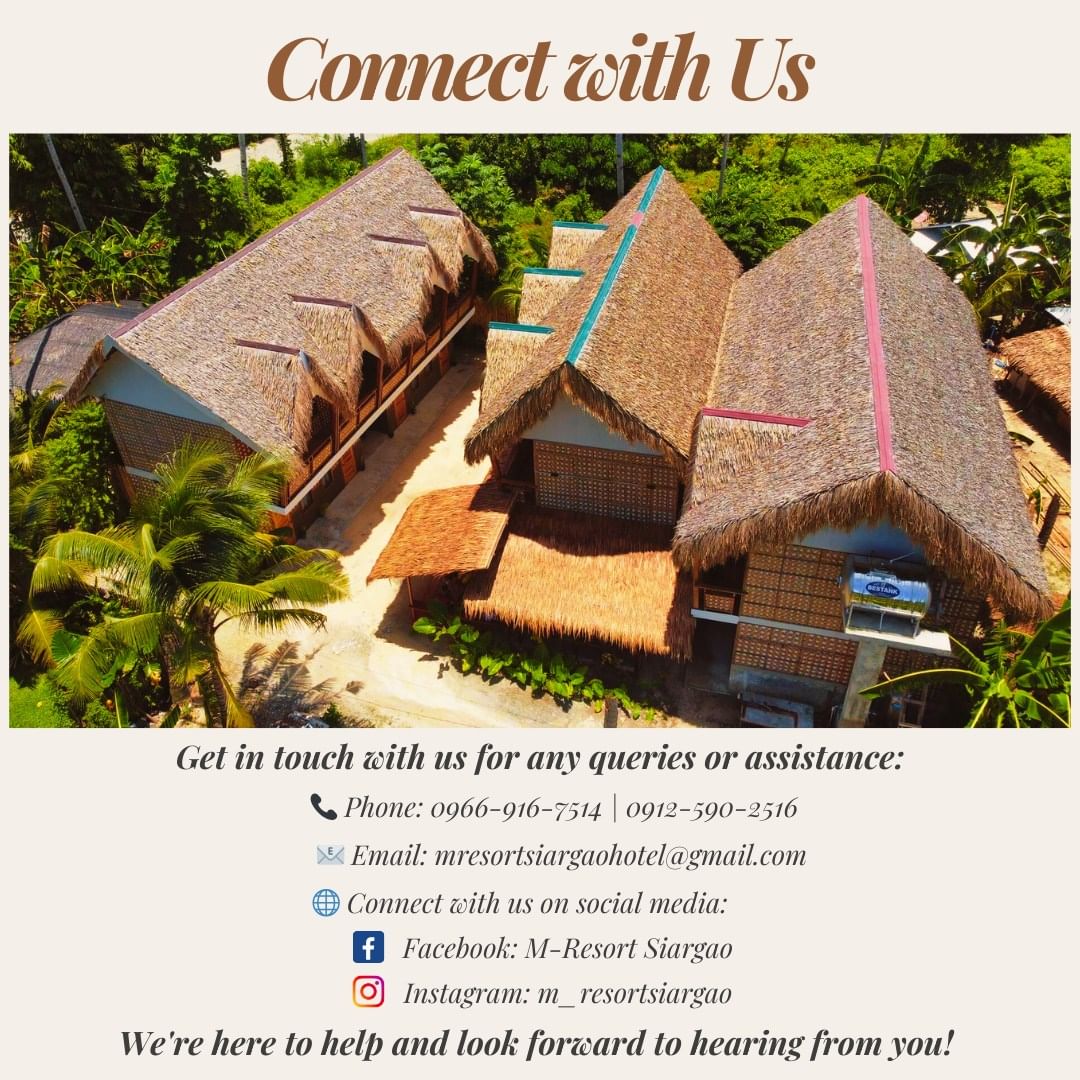 Connect with Us
BESTANK
Get in touch with us for any queries or assistance:
Phone: 0966-916-7514 | 0912-590-2516
Email: mresortsiargaohotel@gmail.com
Connect with us on social media:
Facebook: M-Resort Siargao
Instagram: m_resortsiargao
We're here to help and look forward to hearing from you!